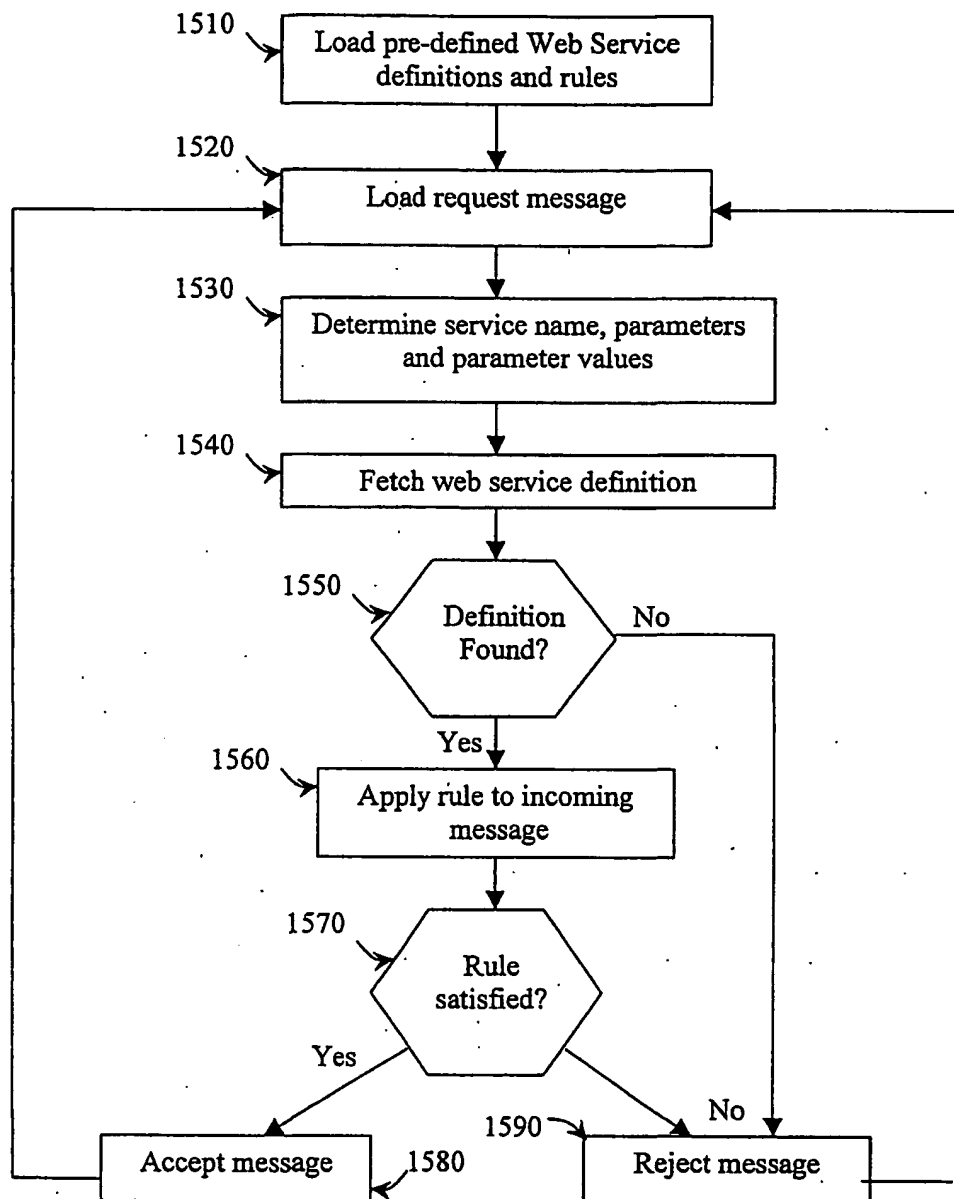 1510
Load pre-defined Web Service
definitions and rules
1520
Load request message
1530
Determine service name, parameters
and parameter values
1540
Fetch web service definition
1550
Definition
Found?
No
Yes
1560
Apply rule to incoming
message
1570
Rule
satisfied?
Yes
No
1590
Accept message
1580
Reject message